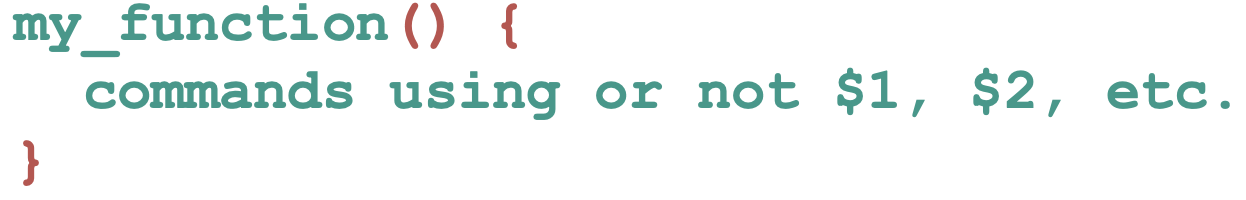 my_function() {
  commands using or not $1, $2, etc.
}